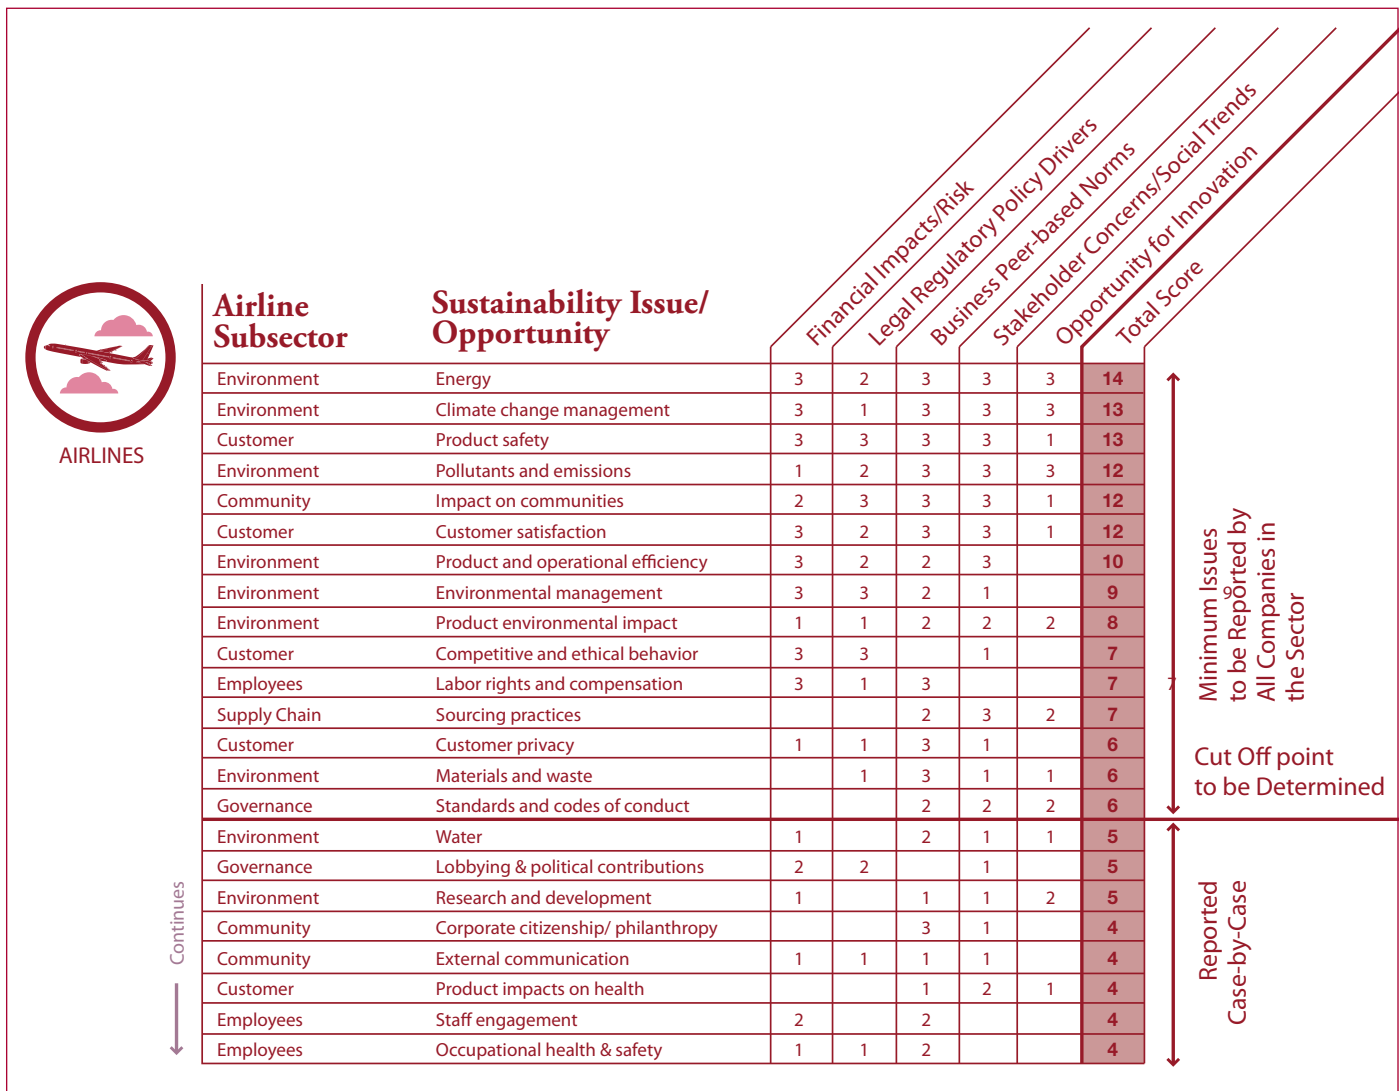 Financial Impacts/Risk
Legal Regulatory Policy Drivers
Business Peer-based Norms
Stakeholder Concerns/Social Trends
Opportunity for Innovation
Total Score
AIRLINES
Airline
Subsector
Sustainability Issue/
Opportunity
Environment Energy 3 2 3 3 3 14
Environment Climate change management 3 1 3 3 3 13
Customer Product safety 3 3 3 3 1 13
Environment Pollutants and emissions 1 2 3 3 3 12
Community Impact on communities 2 3 3 3 1 12
Customer Customer satisfaction 3 2 3 3 1 12
Environment Product and operational efficiency 3 2 2 3 10
Environment Environmental management 3 3 2 1 9
9
Environment Product environmental impact 1 1 2 2 2 8
Customer Competitive and ethical behavior 3 3 1 7
Employees Labor rights and compensation 3 1 3 7
7
Supply Chain Sourcing practices 2 3 2 7
Customer Customer privacy 1 1 3 1 6
Environment Materials and waste 1 3 1 1 6
Governance Standards and codes of conduct 2 2 2 6
Environment Water 1 2 1 1 5
Governance Lobbying & political contributions 2 2 1 5
Environment Research and development 1 1 1 2 5
Community Corporate citizenship/ philanthropy 3 1 4
Community External communication 1 1 1 1 4
Customer Product impacts on health 1 2 1 4
Employees Staff engagement 2 2 4
Employees Occupational health & safety 1 1 2 4
Minimum Issues
to be Reported by
All Companies in
the Sector
Cut Off point
to be Determined
Reported
Case-by-Case
Continues